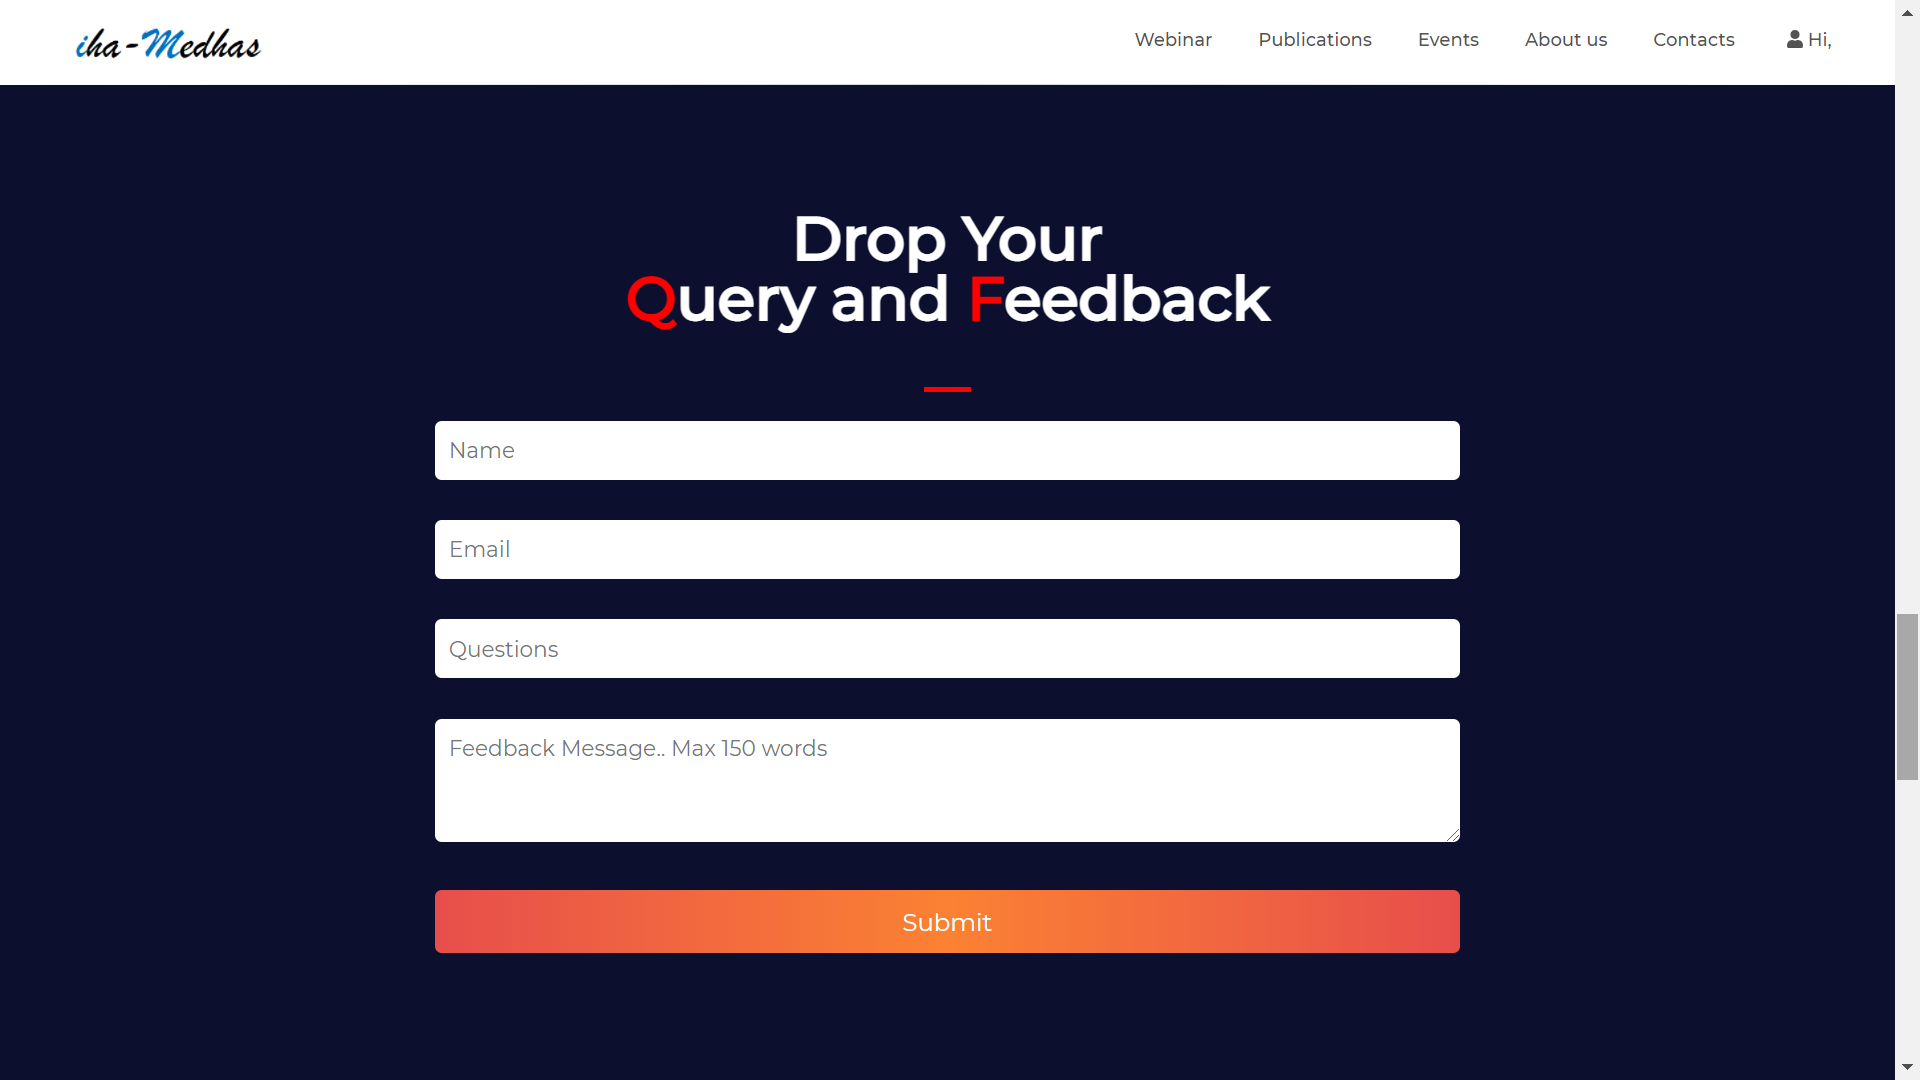 iha-Medhas
Webinar Publications Events About us Contacts Hi,
Drop Your
Query and Feedback
Name
Email
Questions
Feedback Message.. Max 150 words
Submit